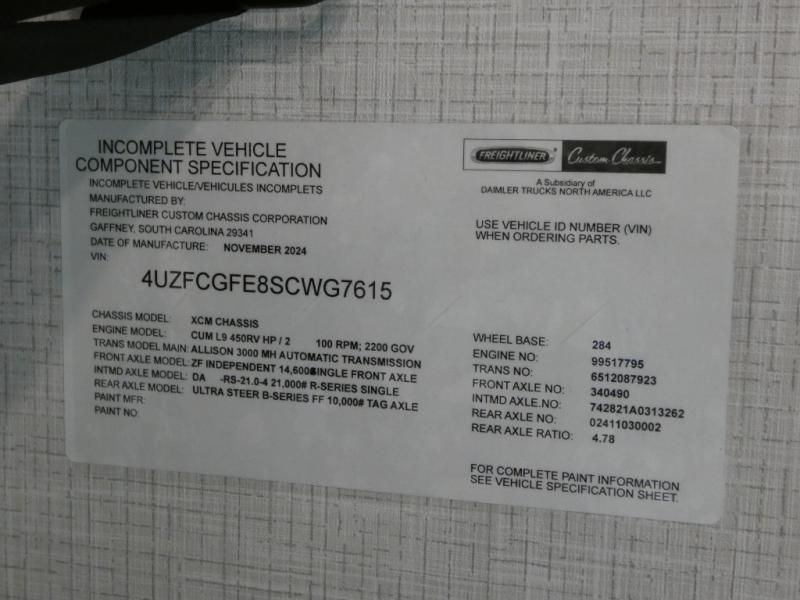 INCOMPLETE VEHICLE
COMPONENT SPECIFICATION
INCOMPLETE VEHICLE/VEHICULES INCOMPLETS
MANUFACTURED BY:
FREIGHTLINER CUSTOM CHASSIS CORPORATION
GAFFNEY, SOUTH CAROLINA 29341
DATE OF MANUFACTURE: NOVEMBER 2024
VIN:
4UZFCGFE8SCWG7615
CHASSIS MODEL: XCM CHASSIS
ENGINE MODEL: CUM L9 450RV HP / 2 100 RPM; 2200 GOV
TRANS MODEL MAIN: ALLISON 3000 MH AUTOMATIC TRANSMISSION
FRONT AXLE MODEL: ZF INDEPENDENT 14,600# SINGLE FRONT AXLE
INTMD AXLE MODEL: DA -RS-21.0-4 21,000# R-SERIES SINGLE
REAR AXLE MODEL: ULTRA STEER B-SERIES FF 10,000# TAG AXLE
PAINT MFR:
PAINT NO:
FREIGHTLINER Custom Chassis
A Subsidiary of
DAIMLER TRUCKS NORTH AMERICA LLC
USE VEHICLE ID NUMBER (VIN)
WHEN ORDERING PARTS.
WHEEL BASE: 284
ENGINE NO: 99517795
TRANS NO: 6512087923
FRONT AXLE NO: 340490
INTMD AXLE.NO: 742821A0313262
REAR AXLE NO: 02411030002
REAR AXLE RATIO: 4.78
FOR COMPLETE PAINT INFORMATION
SEE VEHICLE SPECIFICATION SHEET.